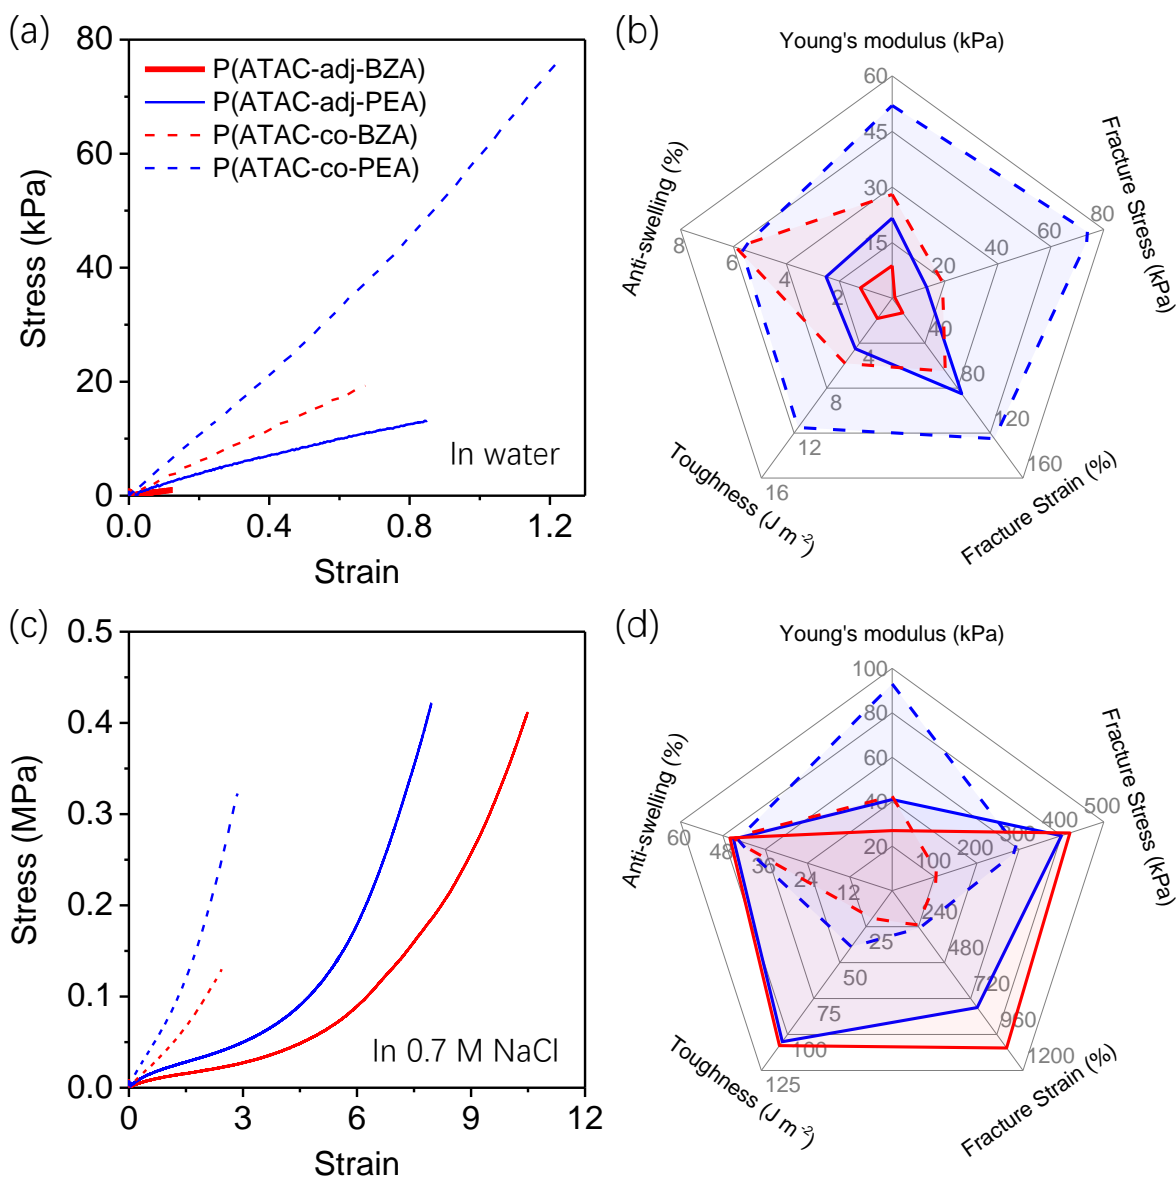 (a)
80
60
40
20
0
Stress (kPa)
P(ATAC-adj-BZA)
P(ATAC-adj-PEA)
P(ATAC-co-BZA)
P(ATAC-co-PEA)
In water
0.0 0.4 0.8 1.2
Strain
(b)
Young's modulus (kPa)
60
45
30
15
Fracture Stress (kPa)
80
60
40
20
Fracture Strain (%)
40
80
120
160
Toughness (J m-2)
4
8
12
16
Anti-swelling (%)
8
6
4
2
(c)
0.5
0.4
0.3
0.2
0.1
0.0
Stress (MPa)
In 0.7 M NaCl
0 3 6 9 12
Strain
(d)
Young's modulus (kPa)
100
80
60
40
20
Fracture Stress (kPa)
500
400
300
200
100
Fracture Strain (%)
240
480
720
960
1200
Toughness (J m-2)
25
50
75
100
125
Anti-swelling (%)
60
48
36
24
12